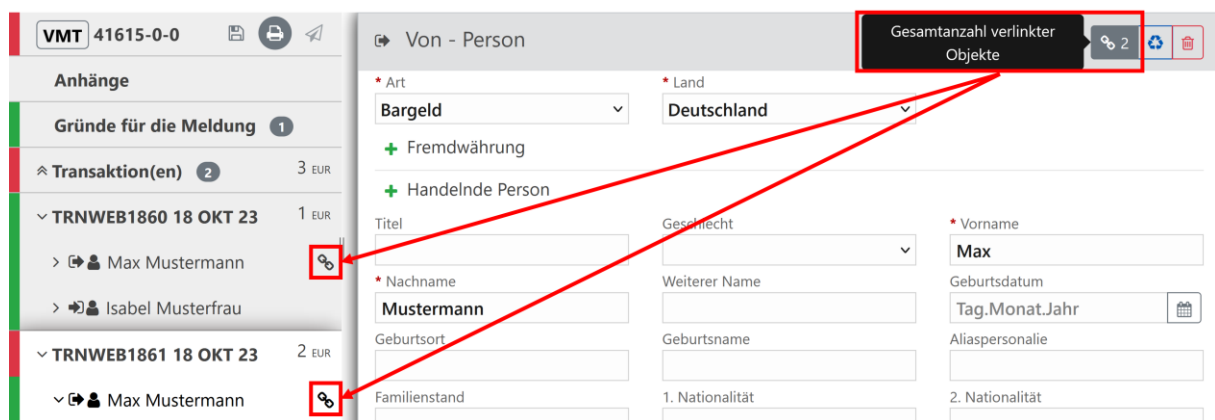 VMT 41615-0-0
Anhänge
Gründe für die Meldung 1
Transaktion(en) 2 3 EUR
TRNWEB1860 18 OKT 23 1 EUR
Max Mustermann
Isabel Musterfrau
TRNWEB1861 18 OKT 23 2 EUR
Max Mustermann
Von - Person
Gesamtanzahl verlinkter
Objekte
2
* Art * Land
Bargeld Deutschland
Fremdwährung
Handelnde Person
Titel Geschlecht * Vorname
Max
* Nachname Weiterer Name Geburtsdatum
Mustermann Tag.Monat.Jahr
Geburtsort Geburtsname Aliaspersonalie
Familienstand 1. Nationalität 2. Nationalität